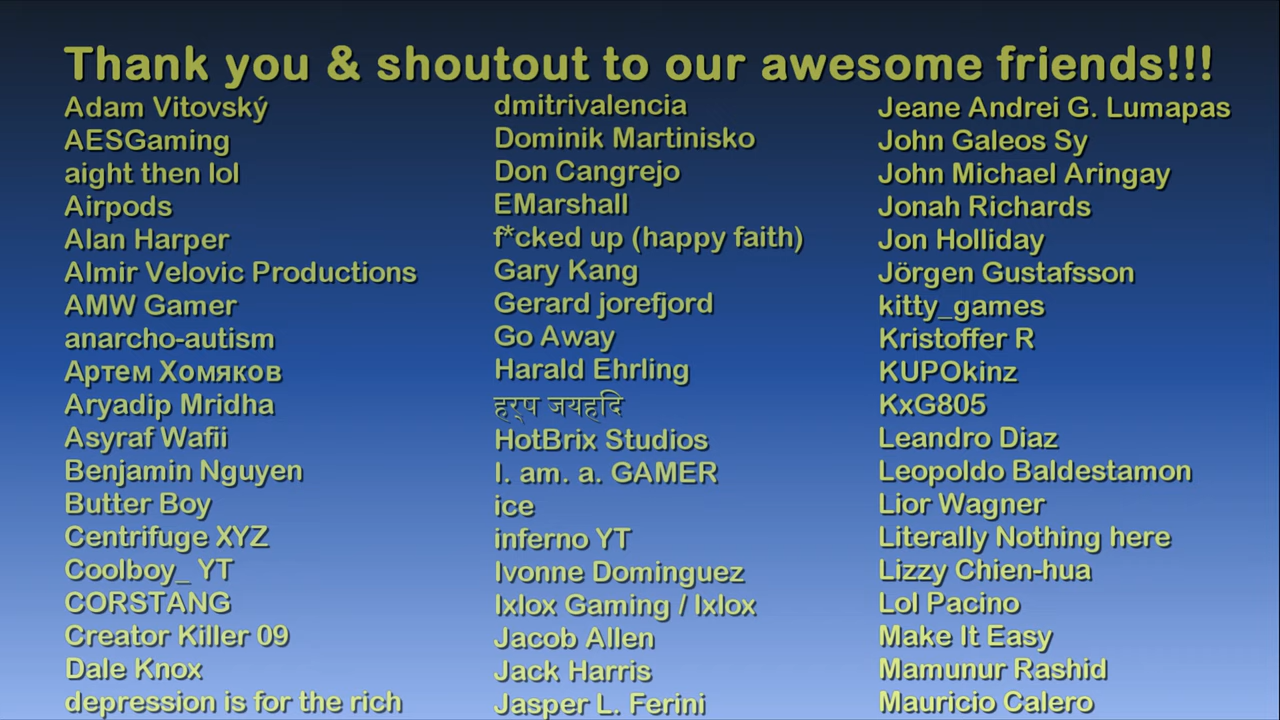 Thank you & shoutout to our awesome friends!!!
Adam Vitovský
AESGaming
aight then lol
Airpods
Alan Harper
Almir Velovic Productions
AMW Gamer
anarcho-autism
Артем Хомяков
Aryadip Mridha
Asyraf Wafii
Benjamin Nguyen
Butter Boy
Centrifuge XYZ
Coolboy_ YT
CORSTANG
Creator Killer 09
Dale Knox
depression is for the rich
dmitrivalencia
Dominik Martinisko
Don Cangrejo
EMarshall
f*cked up (happy faith)
Gary Kang
Gerard jorefjord
Go Away
Harald Ehrling
हर्प जयहदि
HotBrix Studios
I. am. a. GAMER
ice
inferno YT
Ivonne Dominguez
Ixlox Gaming / Ixlox
Jacob Allen
Jack Harris
Jasper L. Ferini
Jeane Andrei G. Lumapas
John Galeos Sy
John Michael Aringay
Jonah Richards
Jon Holliday
Jörgen Gustafsson
kitty_games
Kristoffer R
KUPOkinz
KxG805
Leandro Diaz
Leopoldo Baldestamon
Lior Wagner
Literally Nothing here
Lizzy Chien-hua
Lol Pacino
Make It Easy
Mamunur Rashid
Mauricio Calero